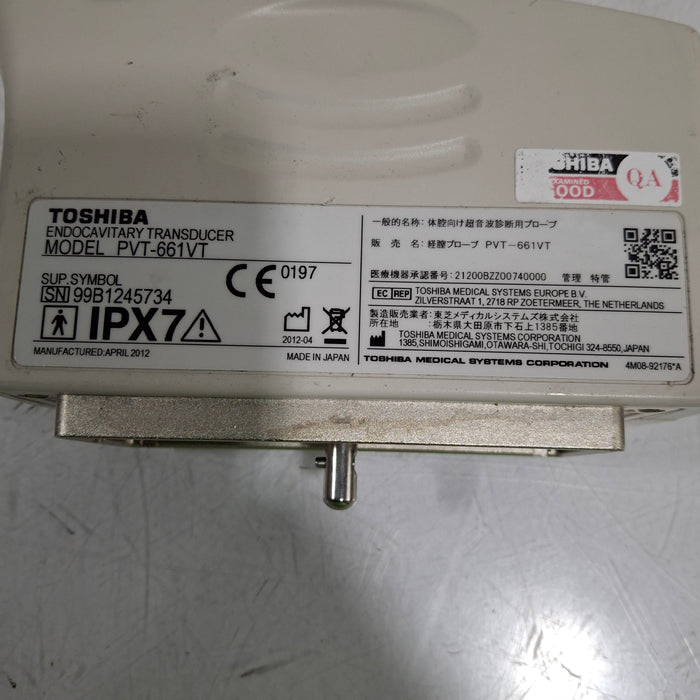 SHIBA
EXAMINED
OOD
QA
TOSHIBA
ENDOCAVITARY TRANSDUCER
MODEL PVT-661VT
SUP.SYMBOL
SN 99B1245734
CE 0197
IPX7
2012-04
MANUFACTURED:APRIL 2012
MADE IN JAPAN
一般的名称: 体腔向け超音波診断用プローブ
販 売 名: 経膣プローブ PVT-661VT
医療機器承認番号: 21200BZZ00740000 管理 特管
EC REP TOSHIBA MEDICAL SYSTEMS EUROPE B.V.
ZILVERSTRAAT 1, 2718 RP ZOETERMEER, THE NETHERLANDS
製造販売業者: 東芝メディカルシステムズ株式会社
所在地 :栃木県大田原市下石上1385番地
TOSHIBA MEDICAL SYSTEMS CORPORATION
1385,SHIMOISHIGAMI,OTAWARA-SHI,TOCHIGI 324-8550,JAPAN
TOSHIBA MEDICAL SYSTEMS CORPORATION
4M08-92176*A